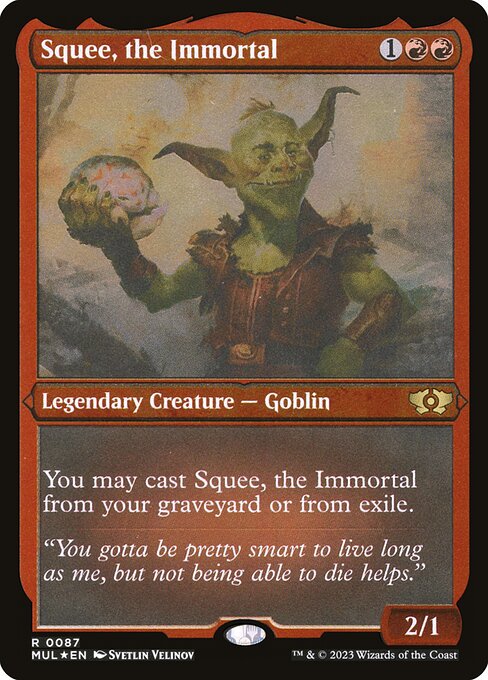 Squee, the Immortal 1
Legendary Creature — Goblin
You may cast Squee, the Immortal
from your graveyard or from exile.
“You gotta be pretty smart to live long
as me, but not being able to die helps.”
2/1
R 0087
MUL★EN Svetlin Velinov
™ & © 2023 Wizards of the Coast